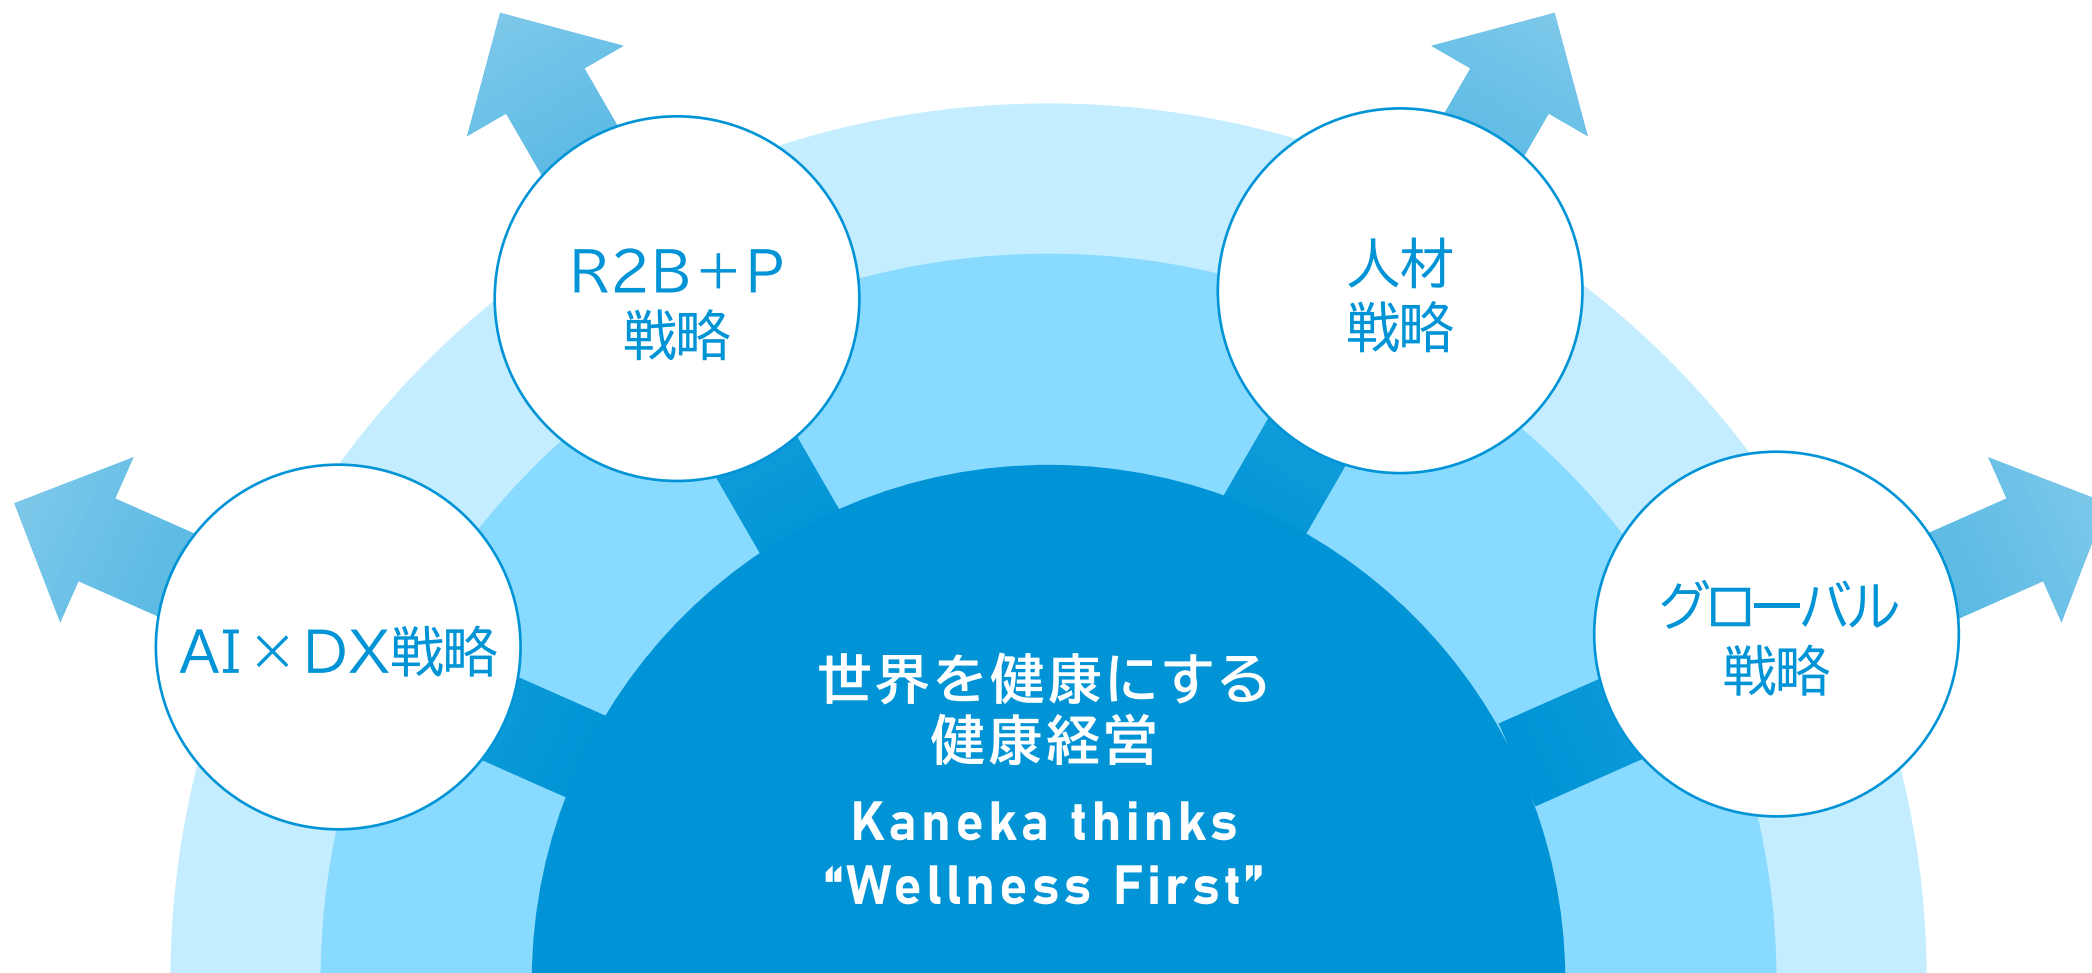 R2B＋P
戦略
人材
戦略
AI×DX戦略
グローバル
戦略
世界を健康にする
健康経営
Kaneka thinks
“Wellness First”